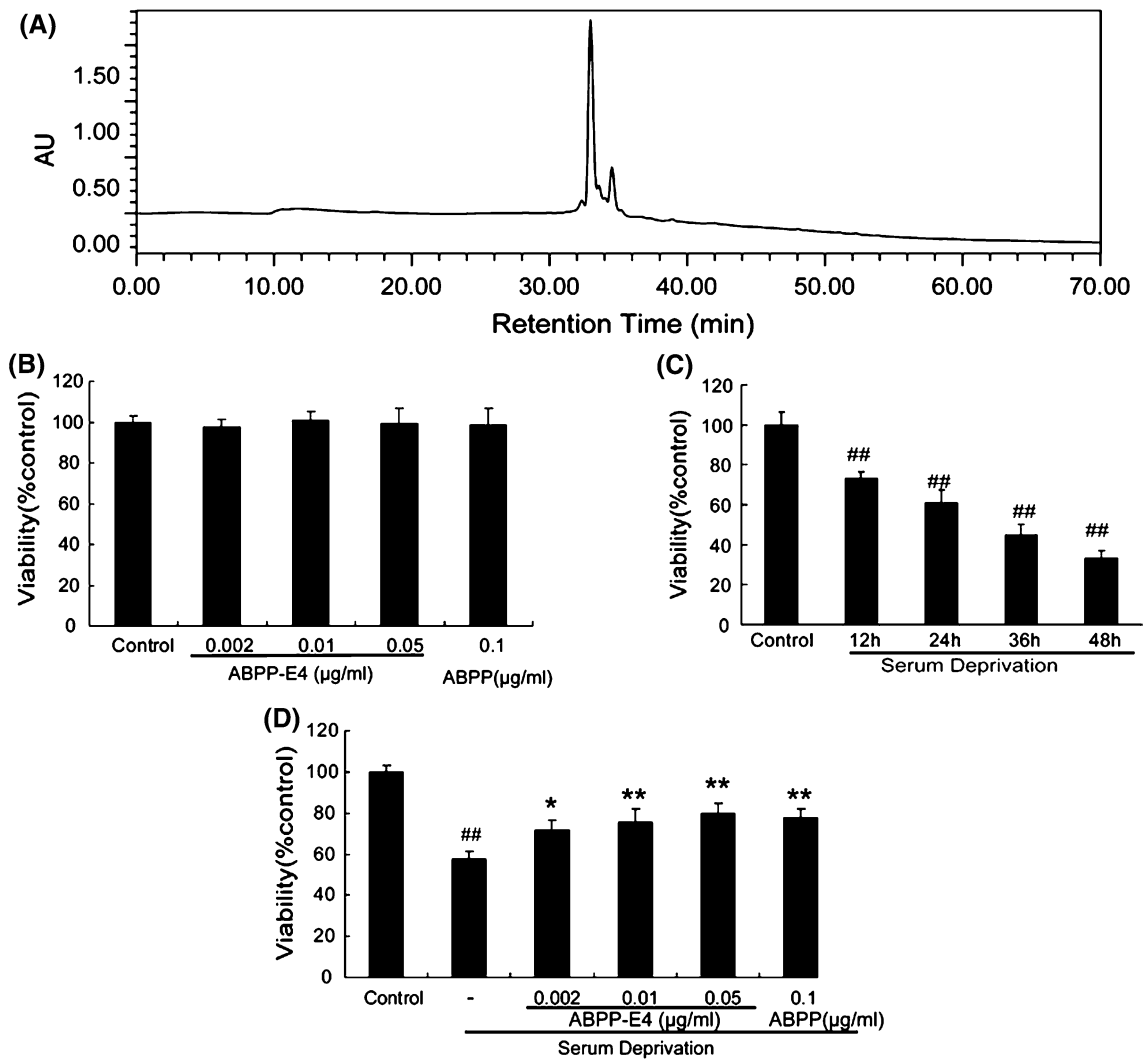 (A)
AU
1.50
1.00
0.50
0.00
0.00 10.00 20.00 30.00 40.00 50.00 60.00 70.00
Retention Time (min)
(B)
Viability(%control)
120
100
80
60
40
20
0
Control 0.002 0.01 0.05 0.1
ABPP-E4 (μg/ml) ABPP(μg/ml)
(C)
Viability(%control)
120
100
80
60
40
20
0
##
##
##
##
Control 12h 24h 36h 48h
Serum Deprivation
(D)
Viability(%control)
120
100
80
60
40
20
0
##
*
**
**
**
Control - 0.002 0.01 0.05 0.1
ABPP-E4 (μg/ml) ABPP(μg/ml)
Serum Deprivation